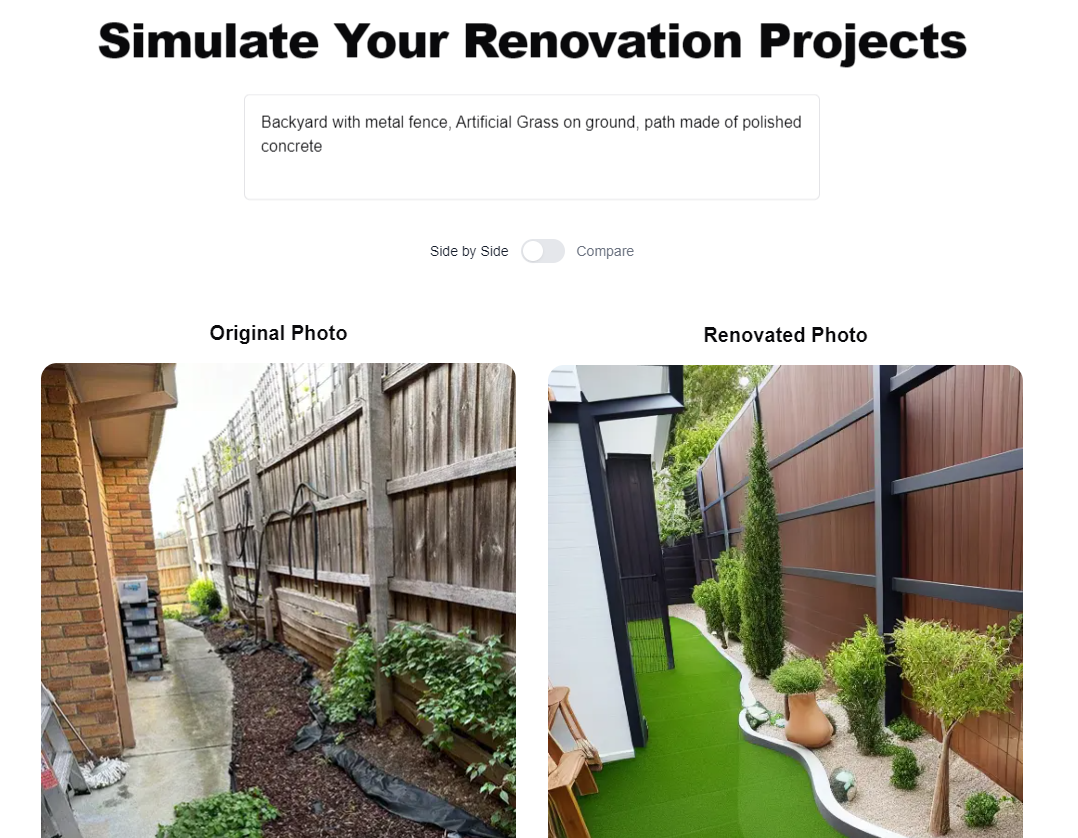 Simulate Your Renovation Projects
Backyard with metal fence, Artificial Grass on ground, path made of polished
concrete
Side by Side
Compare
Original Photo
Renovated Photo